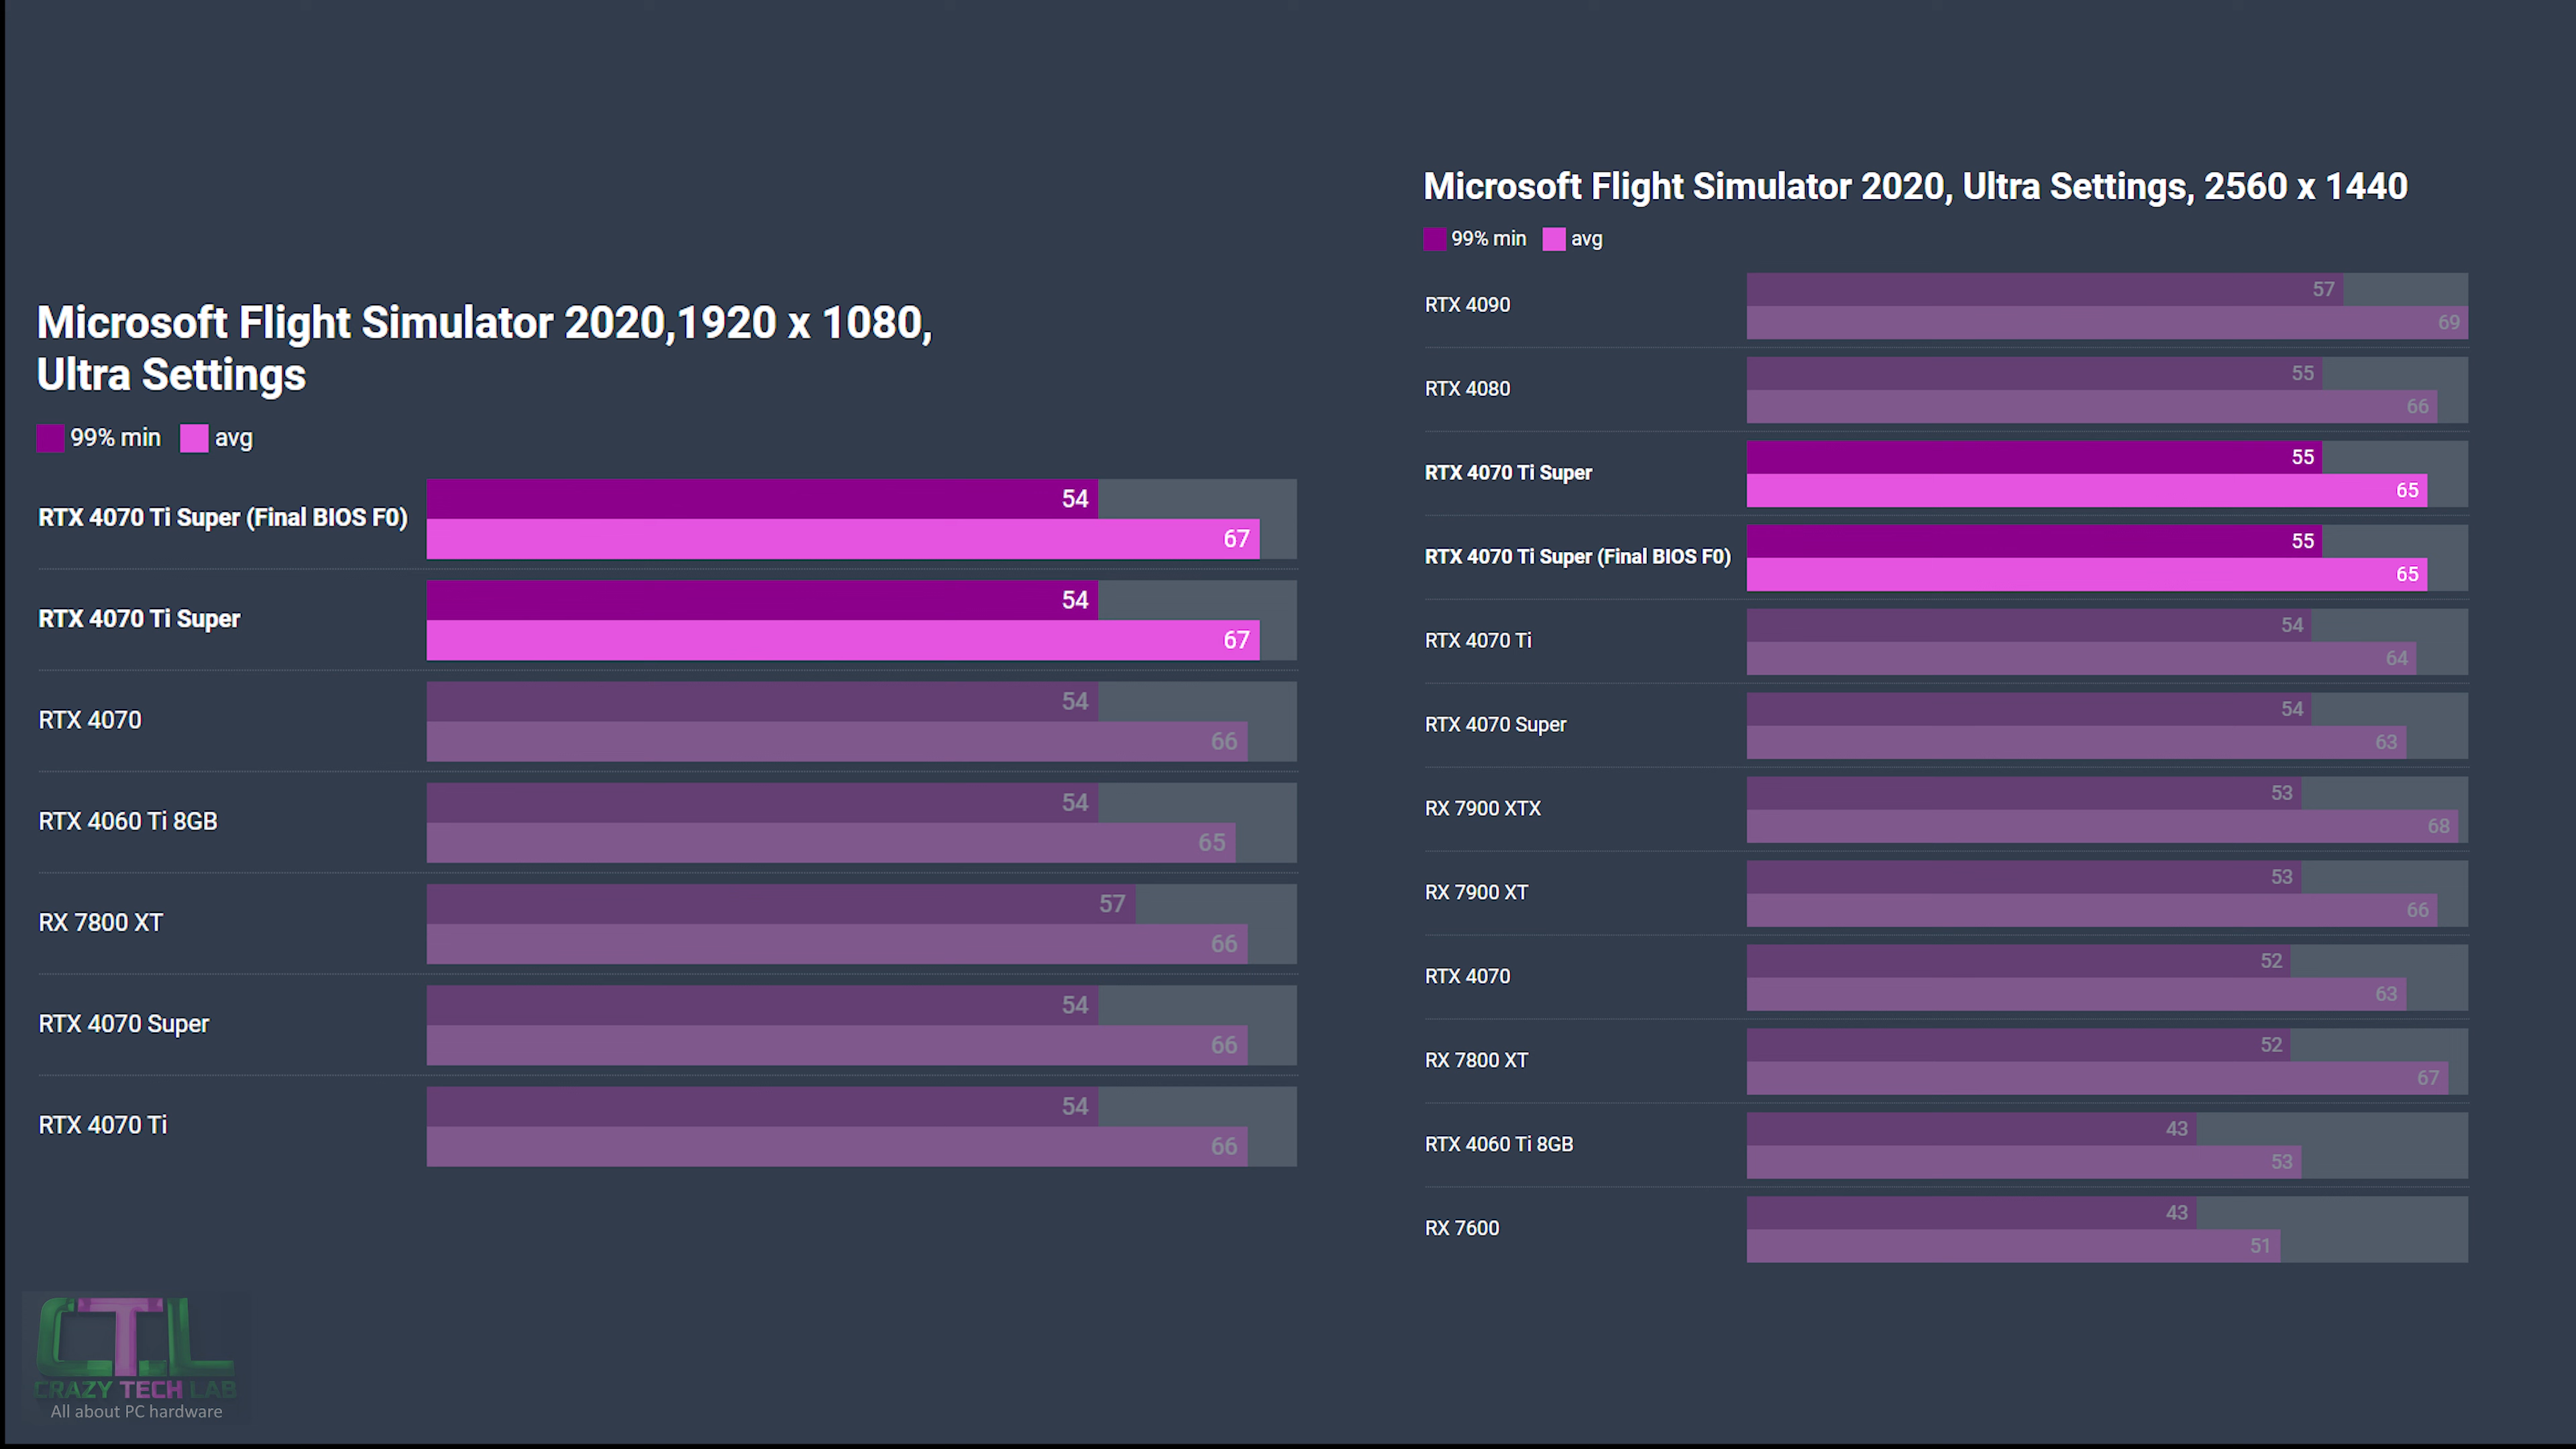 Microsoft Flight Simulator 2020,1920 x 1080,
Ultra Settings
99% min avg
RTX 4070 Ti Super (Final BIOS F0)
54
67
RTX 4070 Ti Super
54
67
RTX 4070
54
66
RTX 4060 Ti 8GB
54
65
RX 7800 XT
57
66
RTX 4070 Super
54
66
RTX 4070 Ti
54
66
Microsoft Flight Simulator 2020, Ultra Settings, 2560 x 1440
99% min avg
RTX 4090
57
69
RTX 4080
55
66
RTX 4070 Ti Super
55
65
RTX 4070 Ti Super (Final BIOS F0)
55
65
RTX 4070 Ti
54
64
RTX 4070 Super
54
63
RX 7900 XTX
53
68
RX 7900 XT
53
66
RTX 4070
52
63
RX 7800 XT
52
67
RTX 4060 Ti 8GB
43
53
RX 7600
43
51
CTL
CRAZY TECH LAB
All about PC hardware